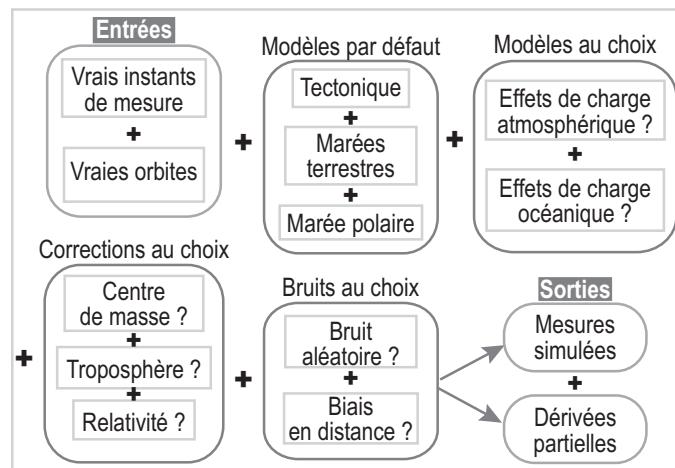 Entrées
Vrais instants
de mesure
+
Vraies orbites
+
Modèles par défaut
Tectonique
+
Marées
terrestres
+
Marée polaire
+
Modèles au choix
Effets de charge
atmosphérique ?
+
Effets de charge
océanique ?
+
Corrections au choix
Centre
de masse ?
+
Troposphère ?
+
Relativité ?
+
Bruits au choix
Bruit
aléatoire ?
+
Biais
en distance ?
Sorties
Mesures
simulées
+
Dérivées
partielles